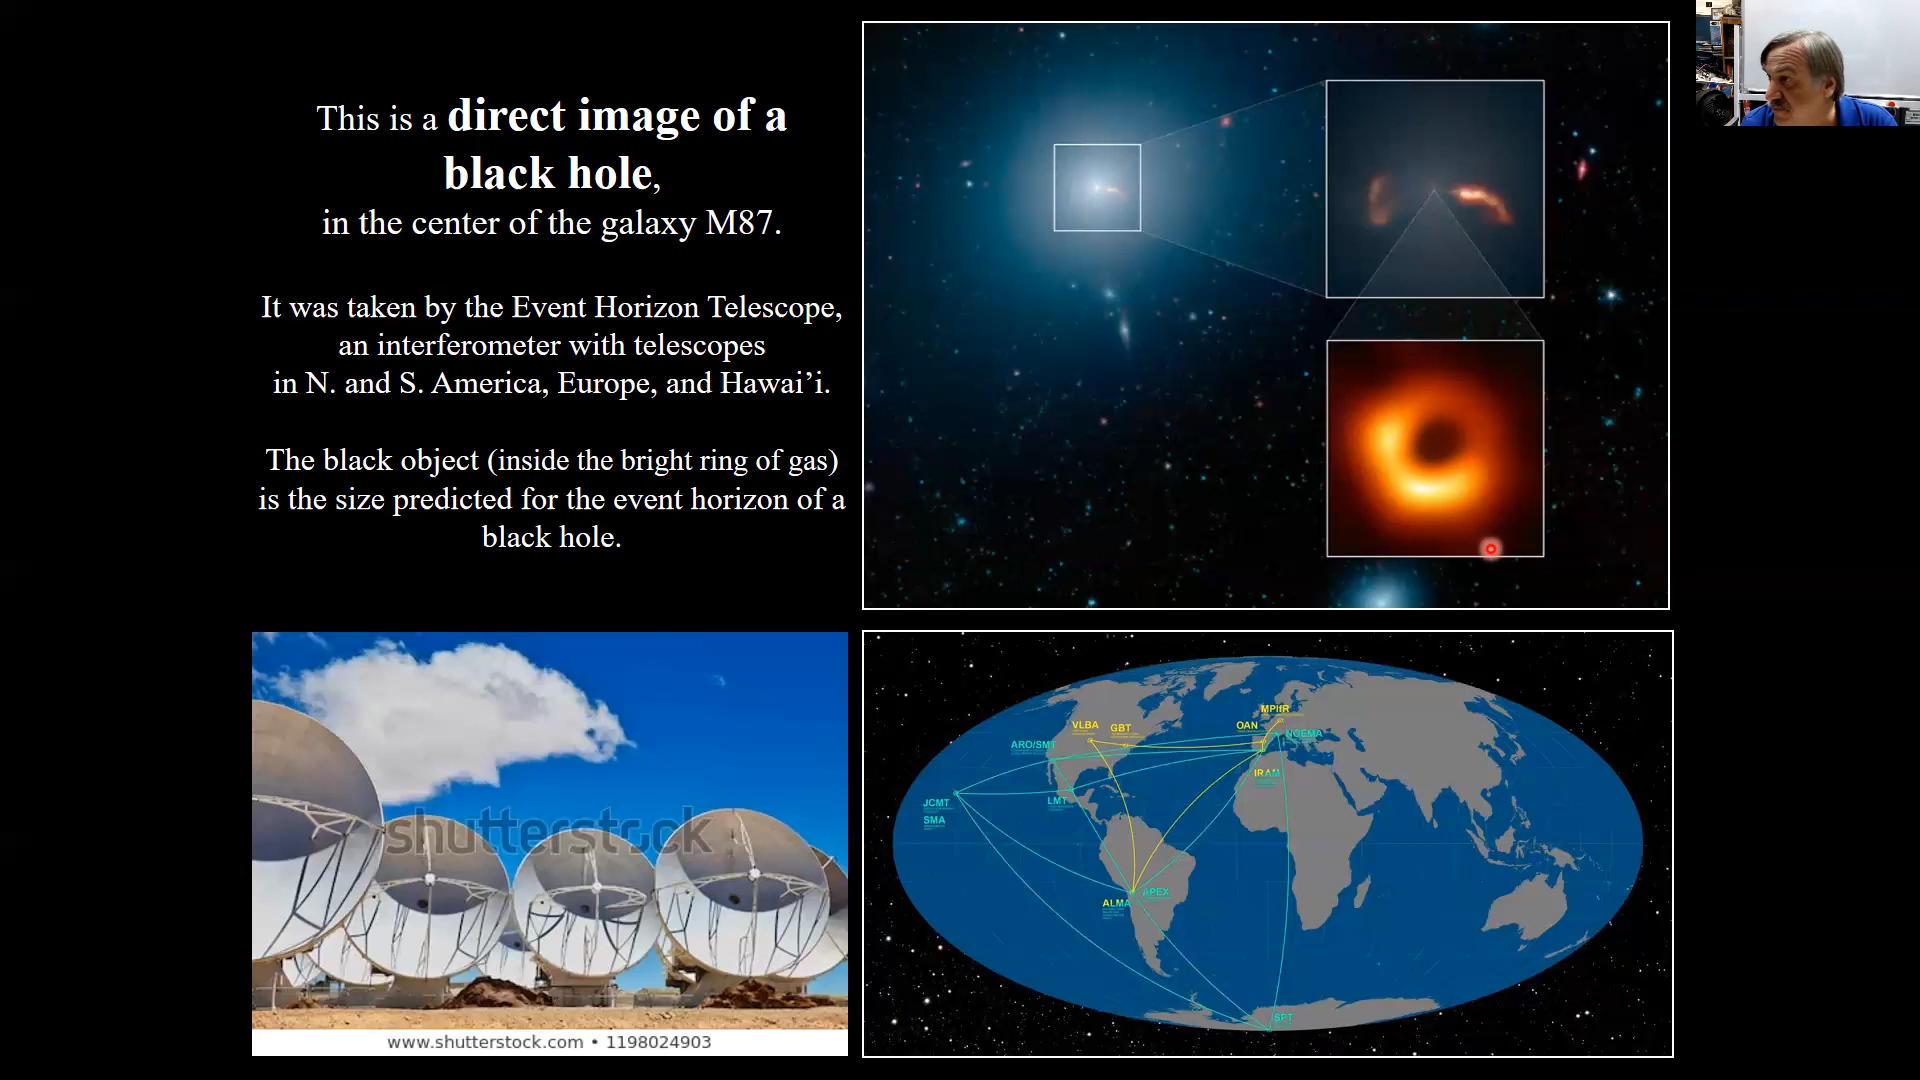 This is a direct image of a
black hole,
in the center of the galaxy M87.
It was taken by the Event Horizon Telescope,
an interferometer with telescopes
in N. and S. America, Europe, and Hawai’i.
The black object (inside the bright ring of gas)
is the size predicted for the event horizon of a
black hole.
shutterstock
www.shutterstock.com • 1198024903
MPIfR
VLBA
GBT
OAN
NOEMA
ARO/SMT
IRAM
JCMT
LMT
SMA
APEX
ALMA
SPT